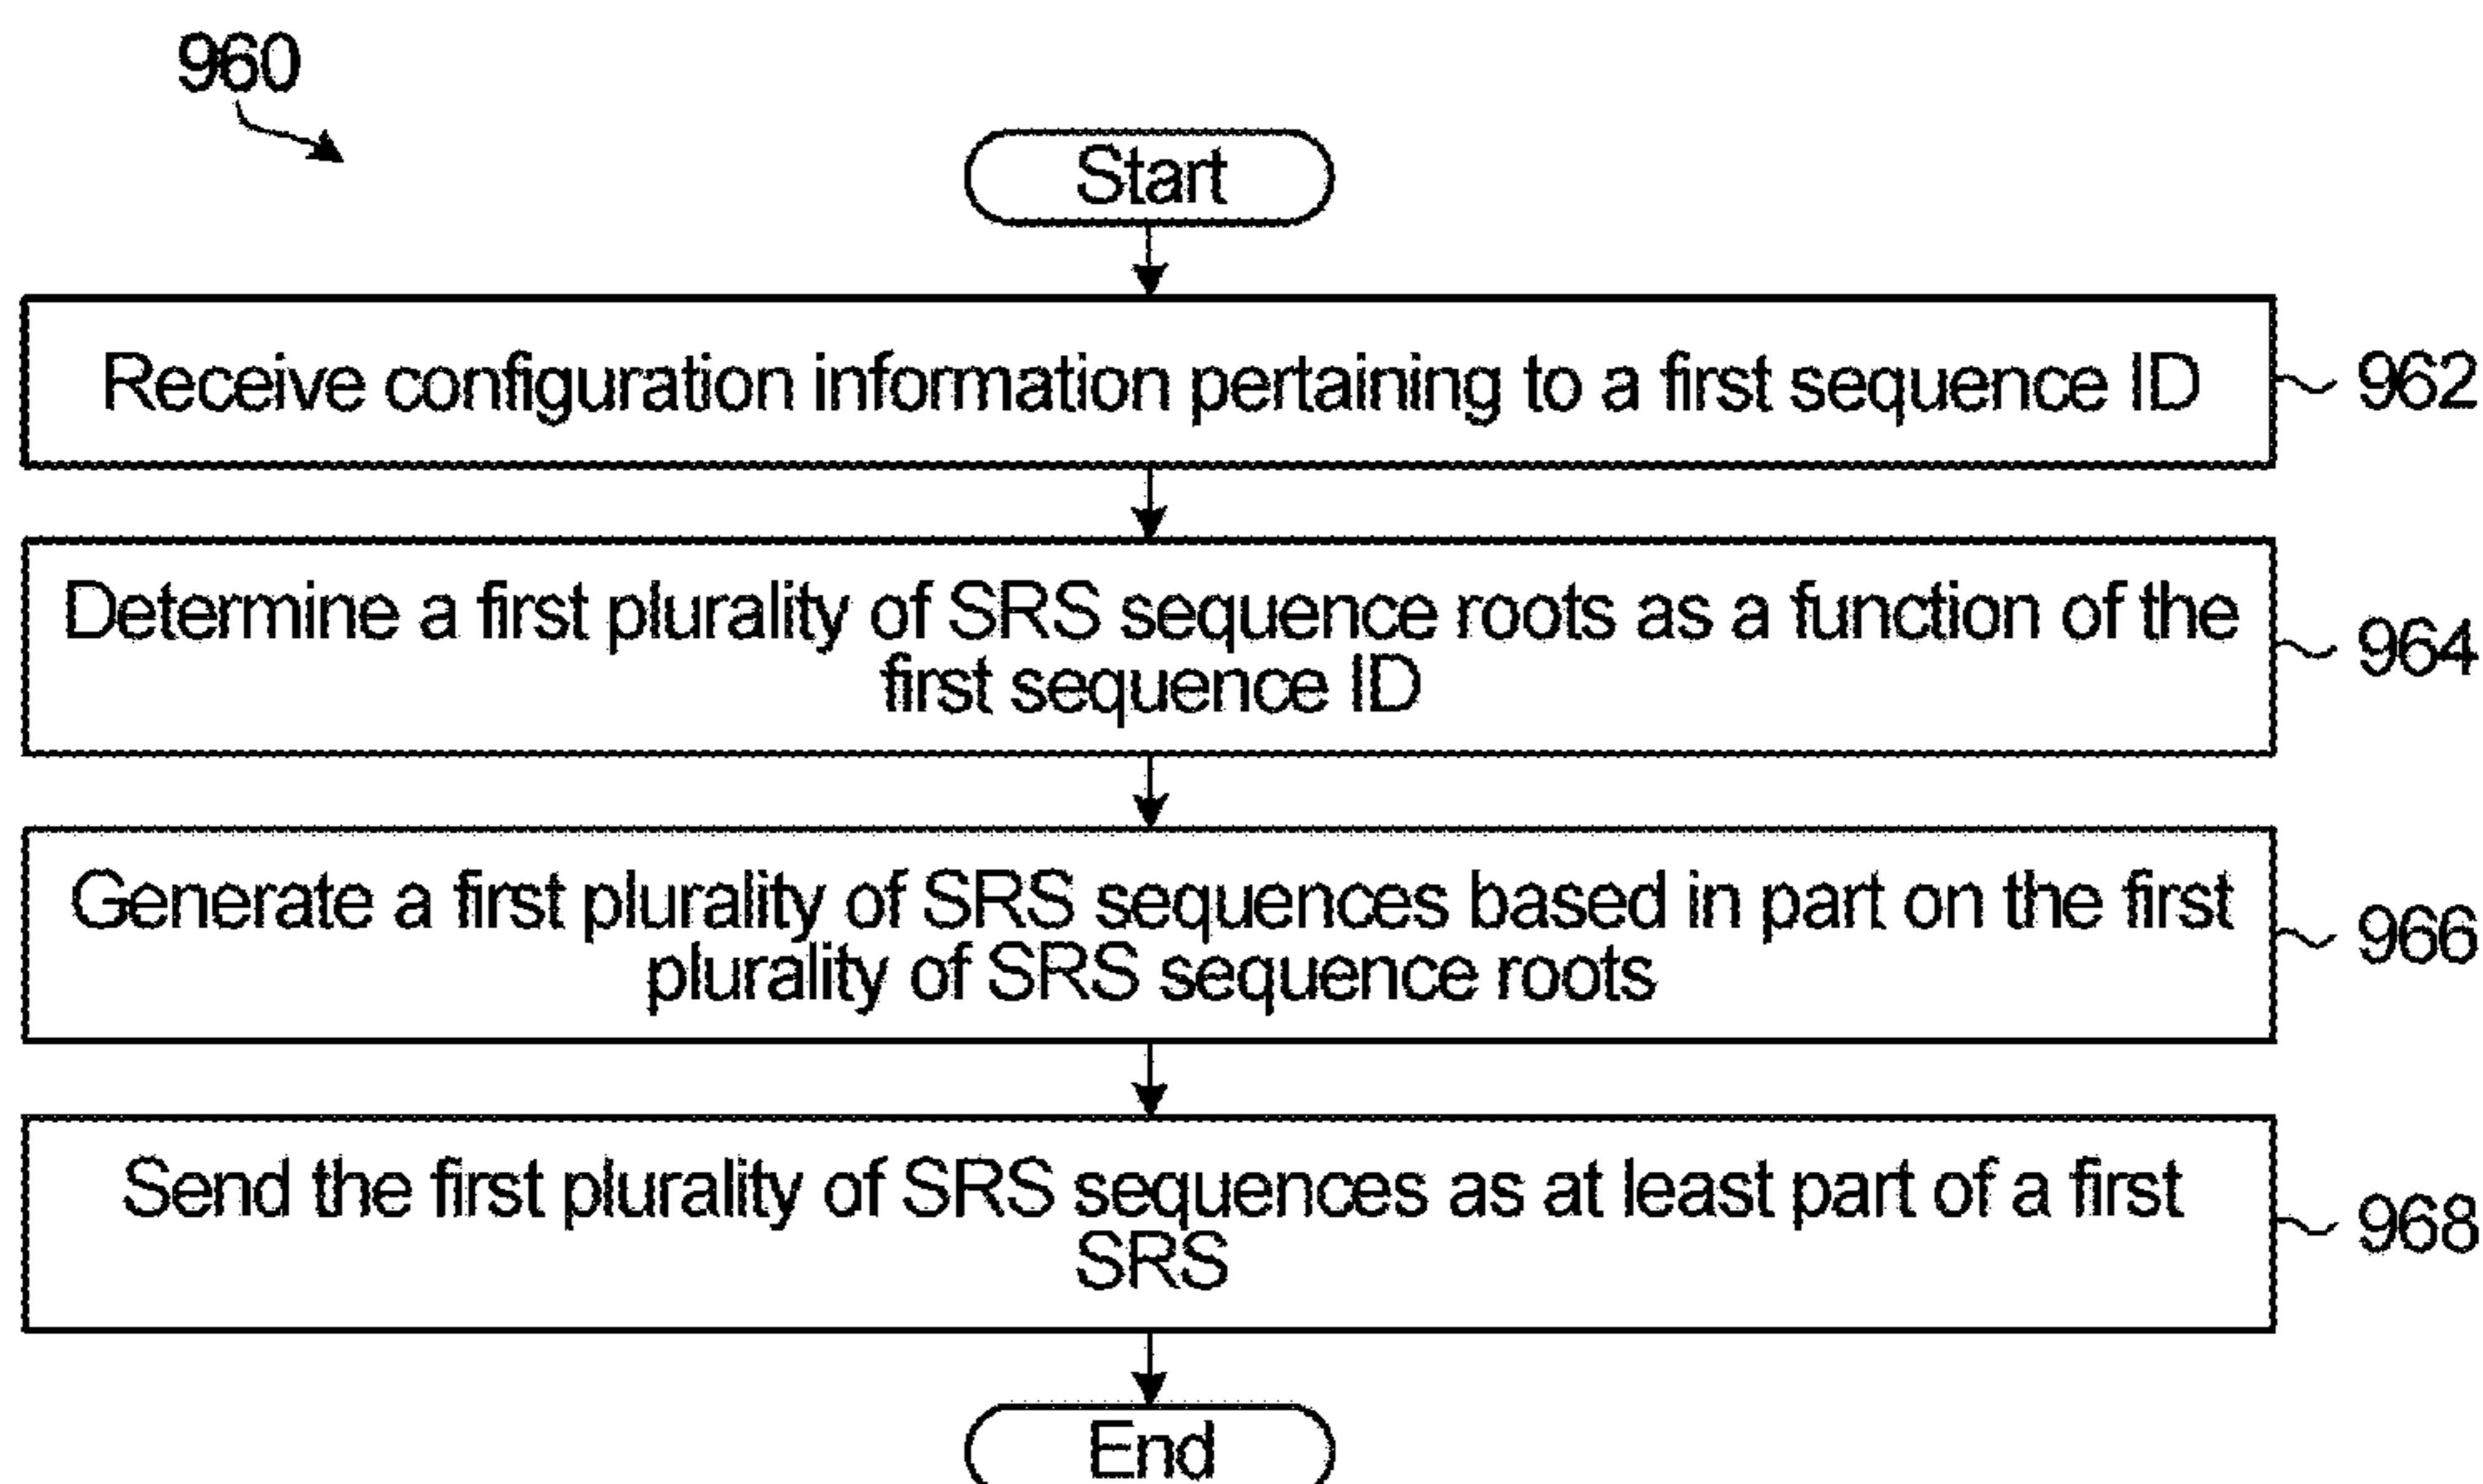 960
Start
Receive configuration information pertaining to a first sequence ID
962
Determine a first plurality of SRS sequence roots as a function of the
first sequence ID
964
Generate a first plurality of SRS sequences based in part on the first
plurality of SRS sequence roots
966
Send the first plurality of SRS sequences as at least part of a first
SRS
968
End